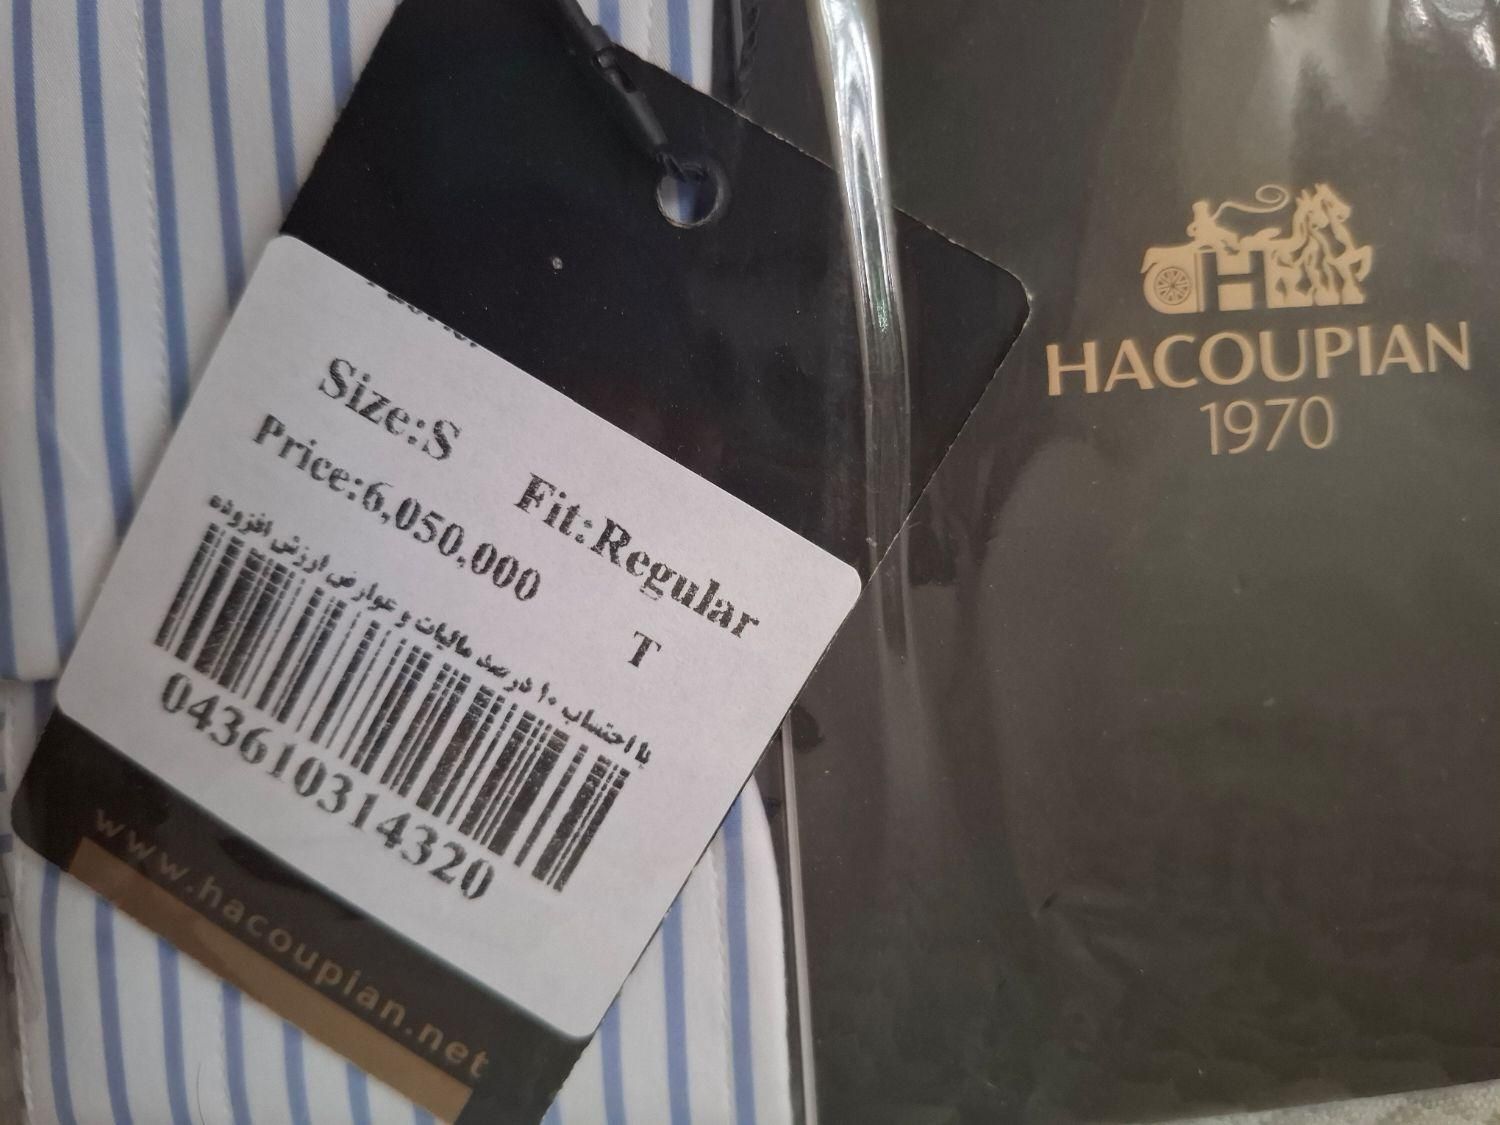 Size:S
Fit:Regular
Price:6,050,000
T
با احتساب ۱۰ درصد مالیات و عوارض ارزش افزوده
0436103143​20
www.hacoupian.net
HACOUPIAN
1970